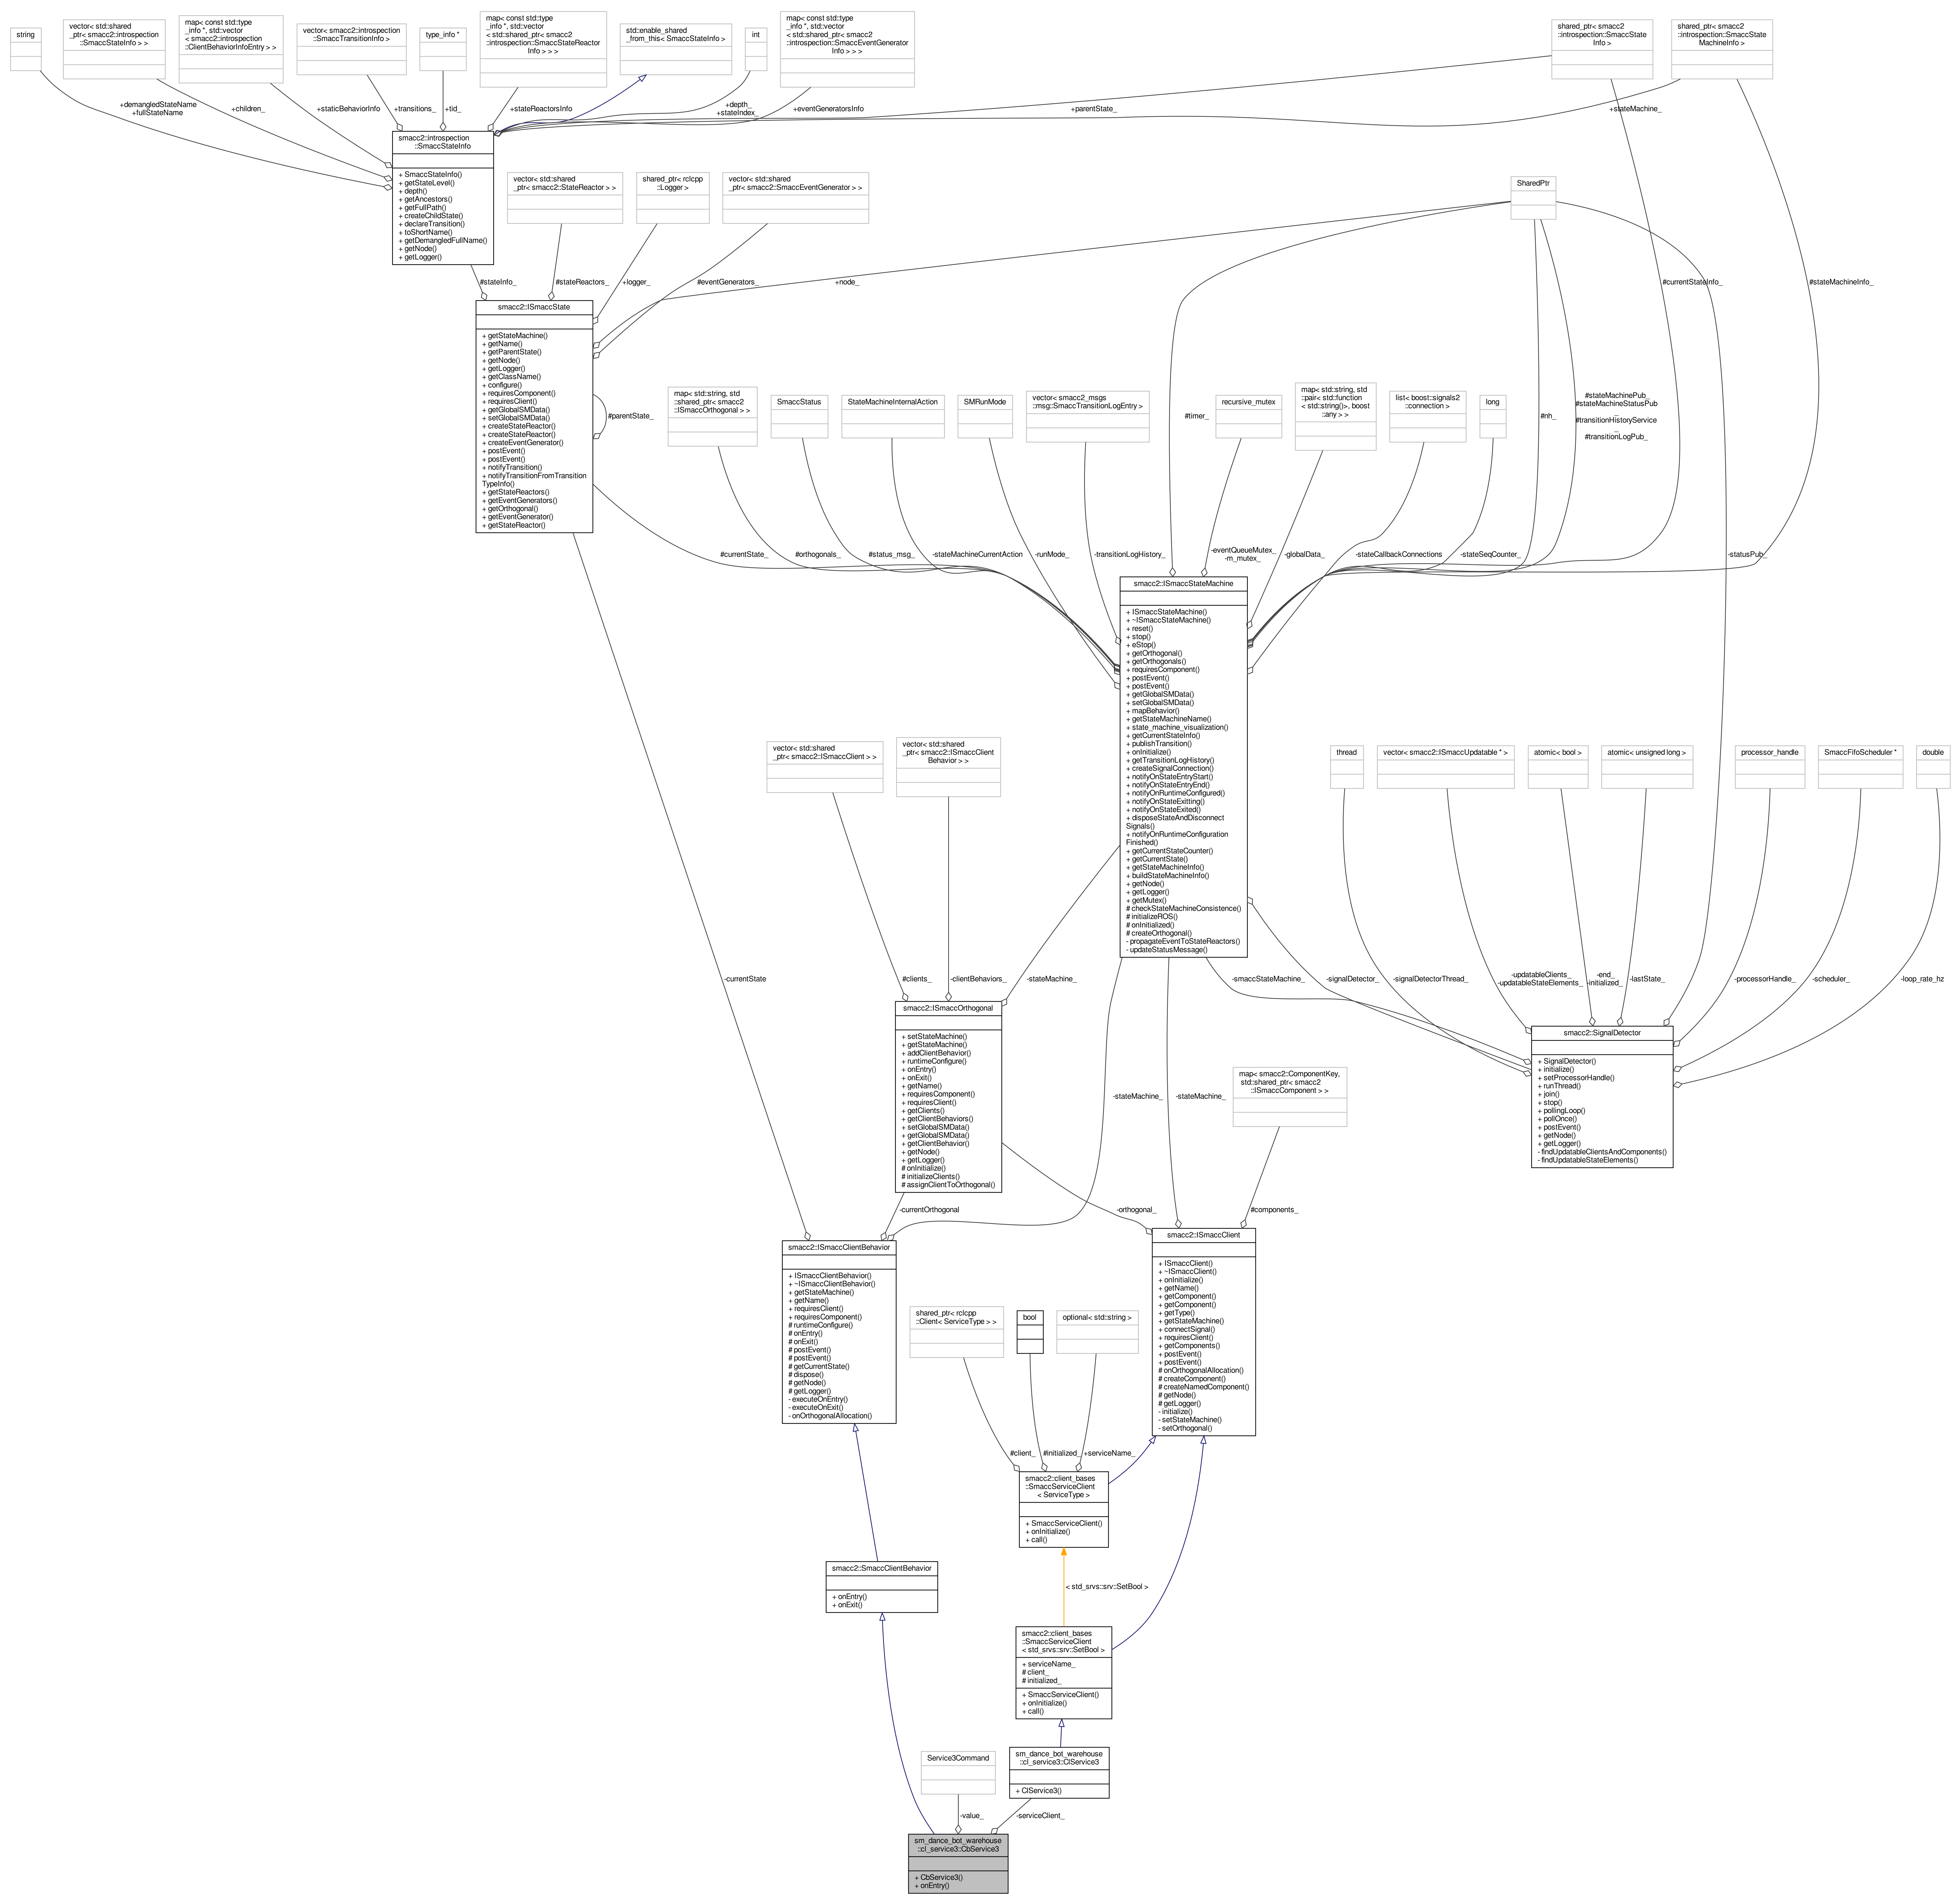 string
vector< std::shared
_ptr< smacc2::introspection
::SmaccStateInfo > >
map< const std::type
_info *, std::vector
< smacc2::introspection
::ClientBehaviorInfoEntry > >
vector< smacc2::introspection
::SmaccTransitionInfo >
type_info *
map< const std::type
_info *, std::vector
< std::shared_ptr< smacc2
::introspection::SmaccStateReactor
Info > > >
std::enable_shared
_from_this< SmaccStateInfo >
int
map< const std::type
_info *, std::vector
< std::shared_ptr< smacc2
::introspection::SmaccEventGenerator
Info > > >
shared_ptr< smacc2
::introspection::SmaccState
Info >
shared_ptr< smacc2
::introspection::SmaccState
MachineInfo >
+demangledStateName
+fullStateName
+children_
+staticBehaviorInfo
+transitions_
+tid_
+stateReactorsInfo
+depth_
+stateIndex_
+eventGeneratorsInfo
+parentState_
+stateMachine_
smacc2::introspection
::SmaccStateInfo
+ SmaccStateInfo()
+ getStateLevel()
+ depth()
+ getAncestors()
+ getFullPath()
+ createChildState()
+ declareTransition()
+ toShortName()
+ getDemangledFullName()
+ getNode()
+ getLogger()
vector< std::shared
_ptr< smacc2::StateReactor > >
shared_ptr< rclcpp
::Logger >
vector< std::shared
_ptr< smacc2::SmaccEventGenerator > >
SharedPtr
#stateInfo_
#stateReactors_
+logger_
#eventGenerators_
+node_
#currentStateInfo_
#stateMachineInfo_
smacc2::ISmaccState
+ getStateMachine()
+ getName()
+ getParentState()
+ getNode()
+ getLogger()
+ getClassName()
+ configure()
+ requiresComponent()
+ requiresClient()
+ getGlobalSMData()
+ setGlobalSMData()
+ createStateReactor()
+ createStateReactor()
+ createEventGenerator()
+ postEvent()
+ postEvent()
+ notifyTransition()
+ notifyTransitionFromTransition
TypeInfo()
+ getStateReactors()
+ getEventGenerators()
+ getOrthogonal()
+ getEventGenerator()
+ getStateReactor()
#parentState_
map< std::string, std
::shared_ptr< smacc2
::ISmaccOrthogonal > >
SmaccStatus
StateMachineInternalAction
SMRunMode
vector< smacc2_msgs
::msg::SmaccTransitionLogEntry >
#timer_
recursive_mutex
map< std::string, std
::pair< std::function
< std::string()>, boost
::any > >
list< boost::signals2
::connection >
long
#nh_
#stateMachinePub_
#stateMachineStatusPub
_
#transitionHistoryService
_
#transitionLogPub_
#currentState_
#orthogonals_
#status_msg_
-stateMachineCurrentAction
-runMode_
-transitionLogHistory_
-eventQueueMutex_
-m_mutex_
-globalData_
-stateCallbackConnections
-stateSeqCounter_
-statusPub_
smacc2::ISmaccStateMachine
+ ISmaccStateMachine()
+ ~ISmaccStateMachine()
+ reset()
+ stop()
+ eStop()
+ getOrthogonal()
+ getOrthogonals()
+ requiresComponent()
+ postEvent()
+ postEvent()
+ getGlobalSMData()
+ setGlobalSMData()
+ mapBehavior()
+ getStateMachineName()
+ state_machine_visualization()
+ getCurrentStateInfo()
+ publishTransition()
+ onInitialize()
+ getTransitionLogHistory()
+ createSignalConnection()
+ notifyOnStateEntryStart()
+ notifyOnStateEntryEnd()
+ notifyOnRuntimeConfigured()
+ notifyOnStateExitting()
+ notifyOnStateExited()
+ disposeStateAndDisconnect
Signals()
+ notifyOnRuntimeConfiguration
Finished()
+ getCurrentStateCounter()
+ getCurrentState()
+ getStateMachineInfo()
+ buildStateMachineInfo()
+ getNode()
+ getLogger()
+ getMutex()
# checkStateMachineConsistence()
# initializeROS()
# onInitialized()
# createOrthogonal()
- propagateEventToStateReactors()
- updateStatusMessage()
vector< std::shared
_ptr< smacc2::ISmaccClient > >
vector< std::shared
_ptr< smacc2::ISmaccClient
Behavior > >
thread
vector< smacc2::ISmaccUpdatable * >
atomic< bool >
atomic< unsigned long >
processor_handle
SmaccFifoScheduler *
double
-currentState
#clients_
-clientBehaviors_
-stateMachine_
-smaccStateMachine_
-signalDetector_
-signalDetectorThread_
-updatableClients_
-updatableStateElements_
-end_
-initialized_
-lastState_
-processorHandle_
-scheduler_
-loop_rate_hz
smacc2::ISmaccOrthogonal
+ setStateMachine()
+ getStateMachine()
+ addClientBehavior()
+ runtimeConfigure()
+ onEntry()
+ onExit()
+ getName()
+ requiresComponent()
+ requiresClient()
+ getClients()
+ getClientBehaviors()
+ setGlobalSMData()
+ getGlobalSMData()
+ getClientBehavior()
+ getNode()
+ getLogger()
# onInitialize()
# initializeClients()
# assignClientToOrthogonal()
smacc2::SignalDetector
+ SignalDetector()
+ initialize()
+ setProcessorHandle()
+ runThread()
+ join()
+ stop()
+ pollingLoop()
+ pollOnce()
+ postEvent()
+ getNode()
+ getLogger()
- findUpdatableClientsAndComponents()
- findUpdatableStateElements()
-stateMachine_
-stateMachine_
map< smacc2::ComponentKey,
std::shared_ptr< smacc2
::ISmaccComponent > >
-currentOrthogonal
-orthogonal_
#components_
smacc2::ISmaccClientBehavior
+ ISmaccClientBehavior()
+ ~ISmaccClientBehavior()
+ getStateMachine()
+ getName()
+ requiresClient()
+ requiresComponent()
# runtimeConfigure()
# onEntry()
# onExit()
# postEvent()
# postEvent()
# getCurrentState()
# dispose()
# getNode()
# getLogger()
- executeOnEntry()
- executeOnExit()
- onOrthogonalAllocation()
smacc2::ISmaccClient
+ ISmaccClient()
+ ~ISmaccClient()
+ onInitialize()
+ getName()
+ getComponent()
+ getComponent()
+ getType()
+ getStateMachine()
+ connectSignal()
+ requiresClient()
+ getComponents()
+ postEvent()
+ postEvent()
# onOrthogonalAllocation()
# createComponent()
# createNamedComponent()
# getNode()
# getLogger()
- initialize()
- setStateMachine()
- setOrthogonal()
shared_ptr< rclcpp
::Client< ServiceType > >
bool
optional< std::string >
#client_
#initialized_
+serviceName_
smacc2::client_bases
::SmaccServiceClient
< ServiceType >
+ SmaccServiceClient()
+ onInitialize()
+ call()
smacc2::SmaccClientBehavior
+ onEntry()
+ onExit()
< std_srvs::srv::SetBool >
smacc2::client_bases
::SmaccServiceClient
< std_srvs::srv::SetBool >
+ serviceName_
# client_
# initialized_
+ SmaccServiceClient()
+ onInitialize()
+ call()
Service3Command
sm_dance_bot_warehouse
::cl_service3::ClService3
+ ClService3()
-value_
-serviceClient_
sm_dance_bot_warehouse
::cl_service3::CbService3
+ CbService3()
+ onEntry()